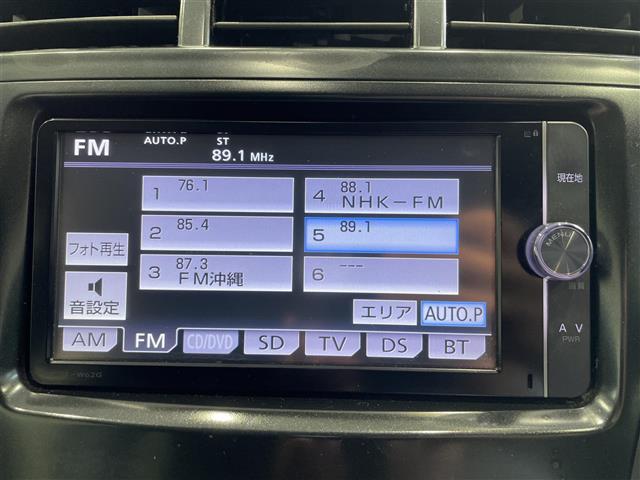 FM
AUTO.P
ST
89.1 MHz
1 76.1
4 88.1
NHK-FM
2 85.4
5 89.1
3 87.3
FM沖縄
6 ---
フォト再生
音設定
エリア
AUTO.P
AM
FM
CD/DVD
SD
TV
DS
BT
現在地
MENU
画質
∧ ∨
PWR